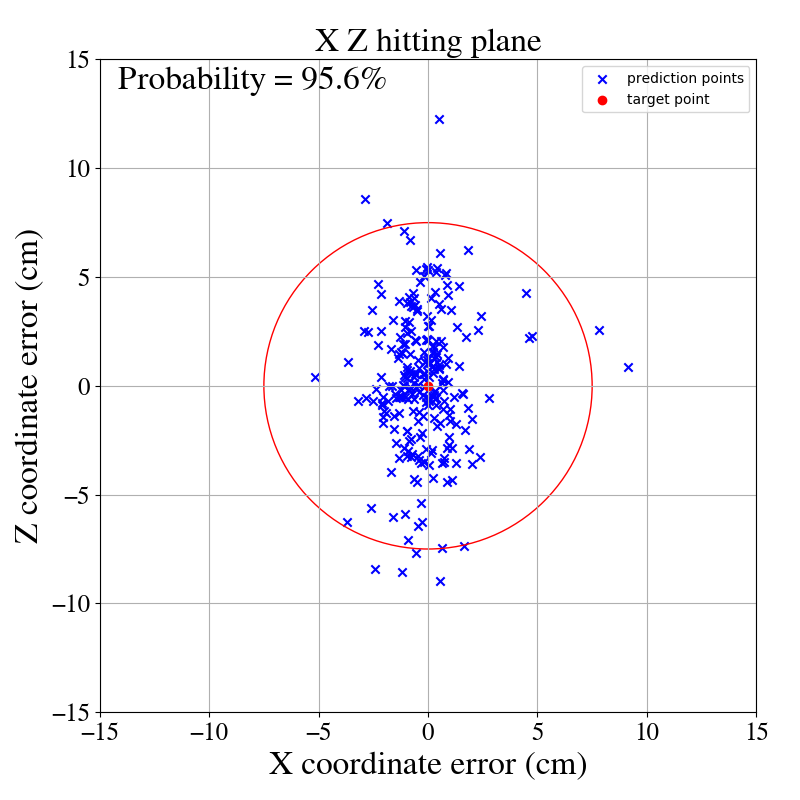 X Z hitting plane
Probability = 95.6%
prediction points
target point
Z coordinate error (cm)
15
10
5
0
−5
−10
−15
−15
−10
−5
0
5
10
15
X coordinate error (cm)